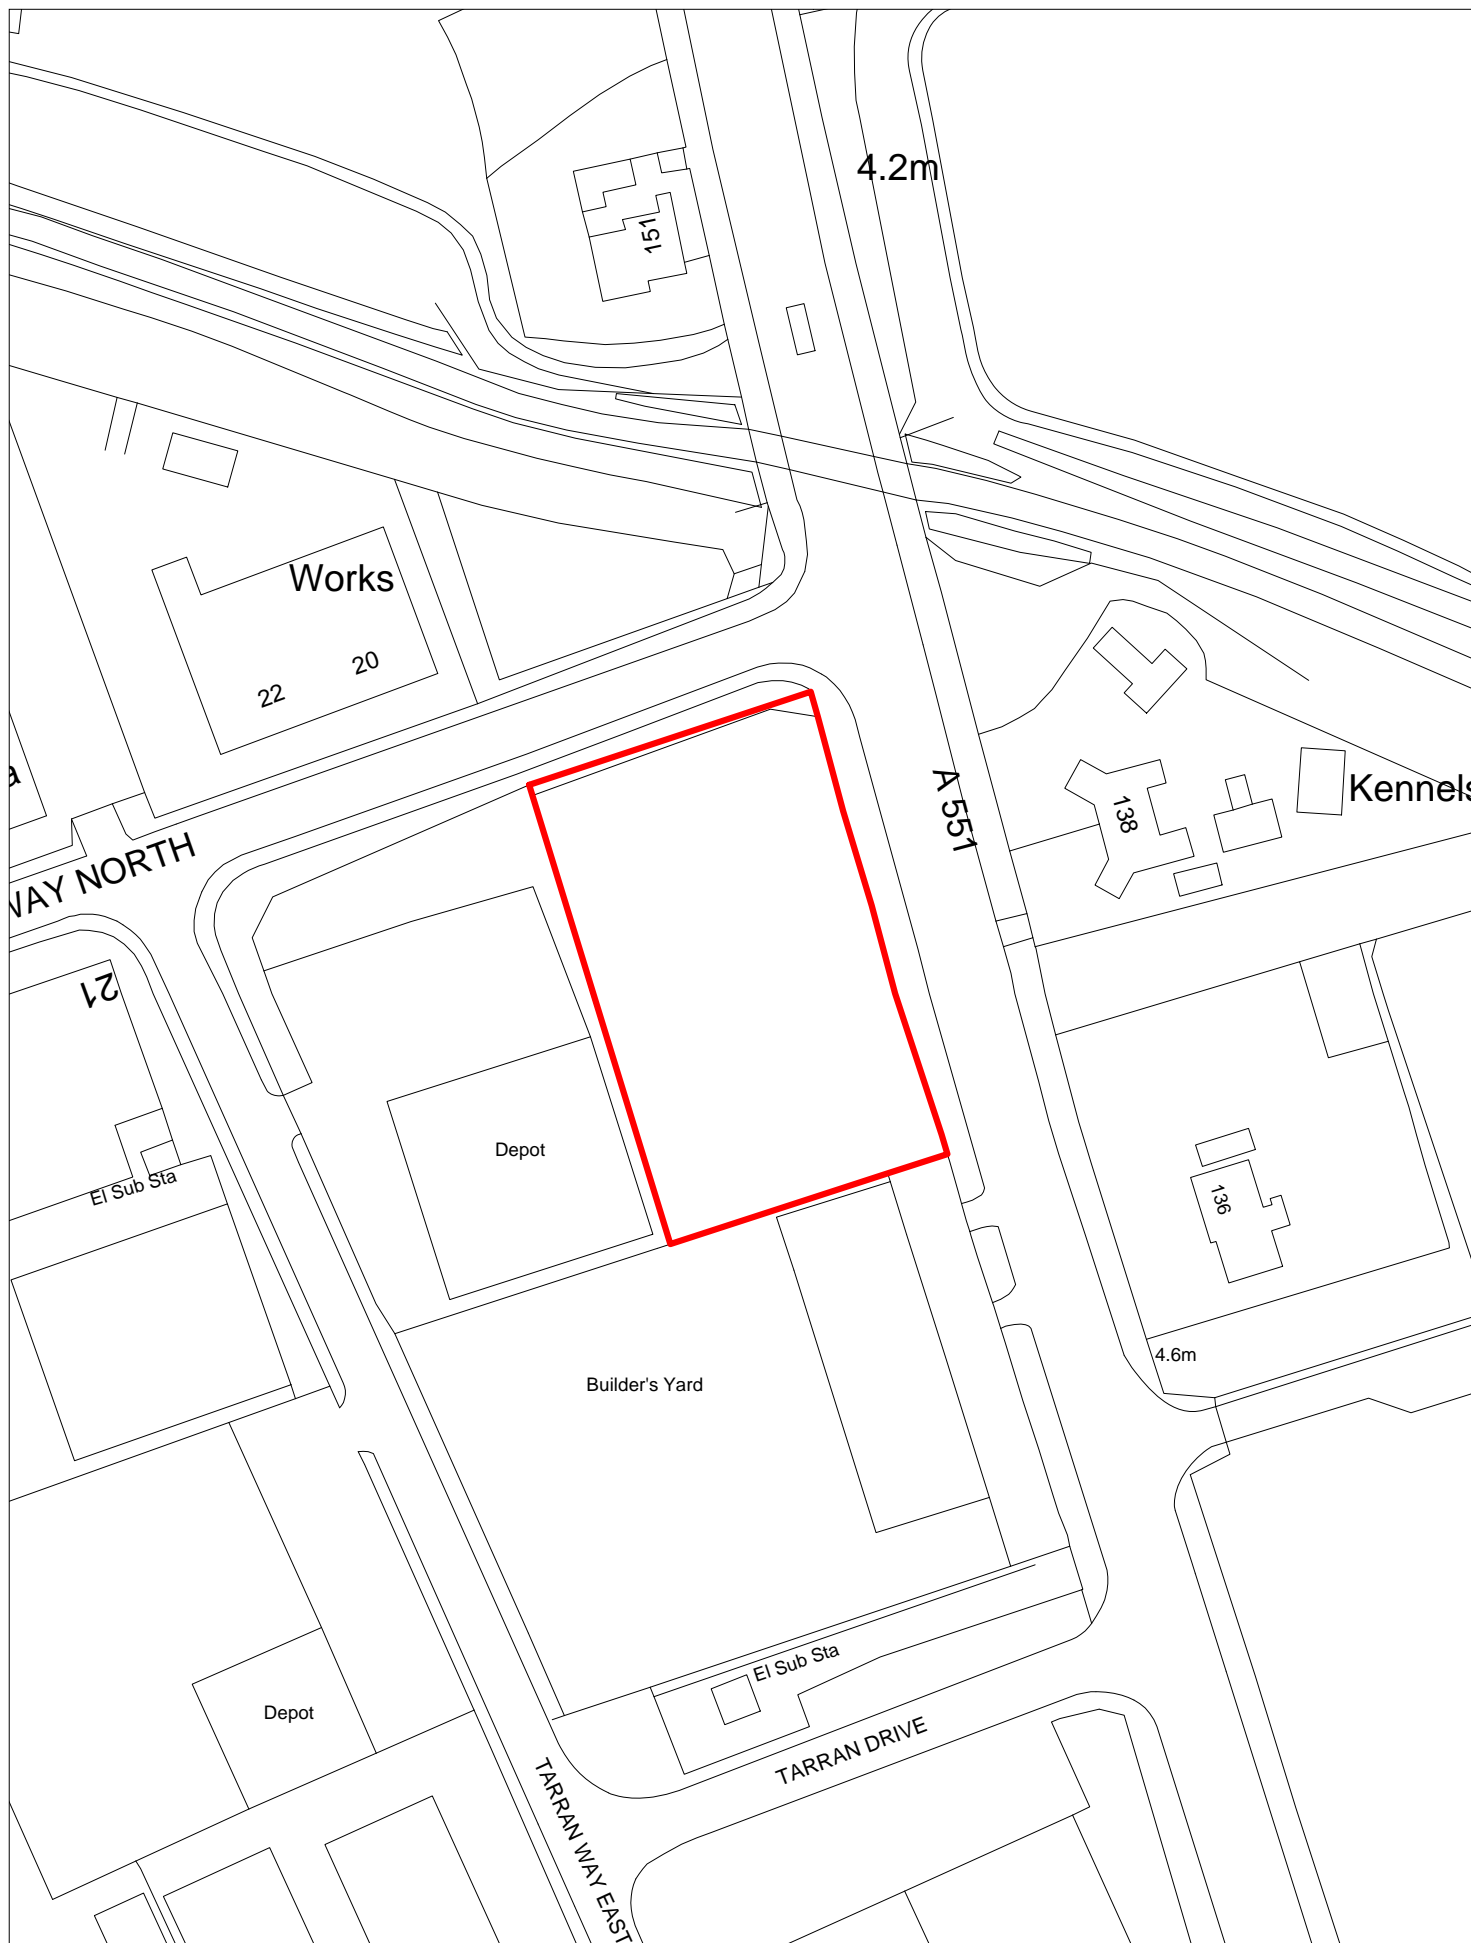 4.2m
151
Works
20
22
A 551
138
Kennels
WAY NORTH
21
Depot
El Sub Sta
136
4.6m
Builder's Yard
El Sub Sta
Depot
TARRAN DRIVE
TARRAN WAY EAST